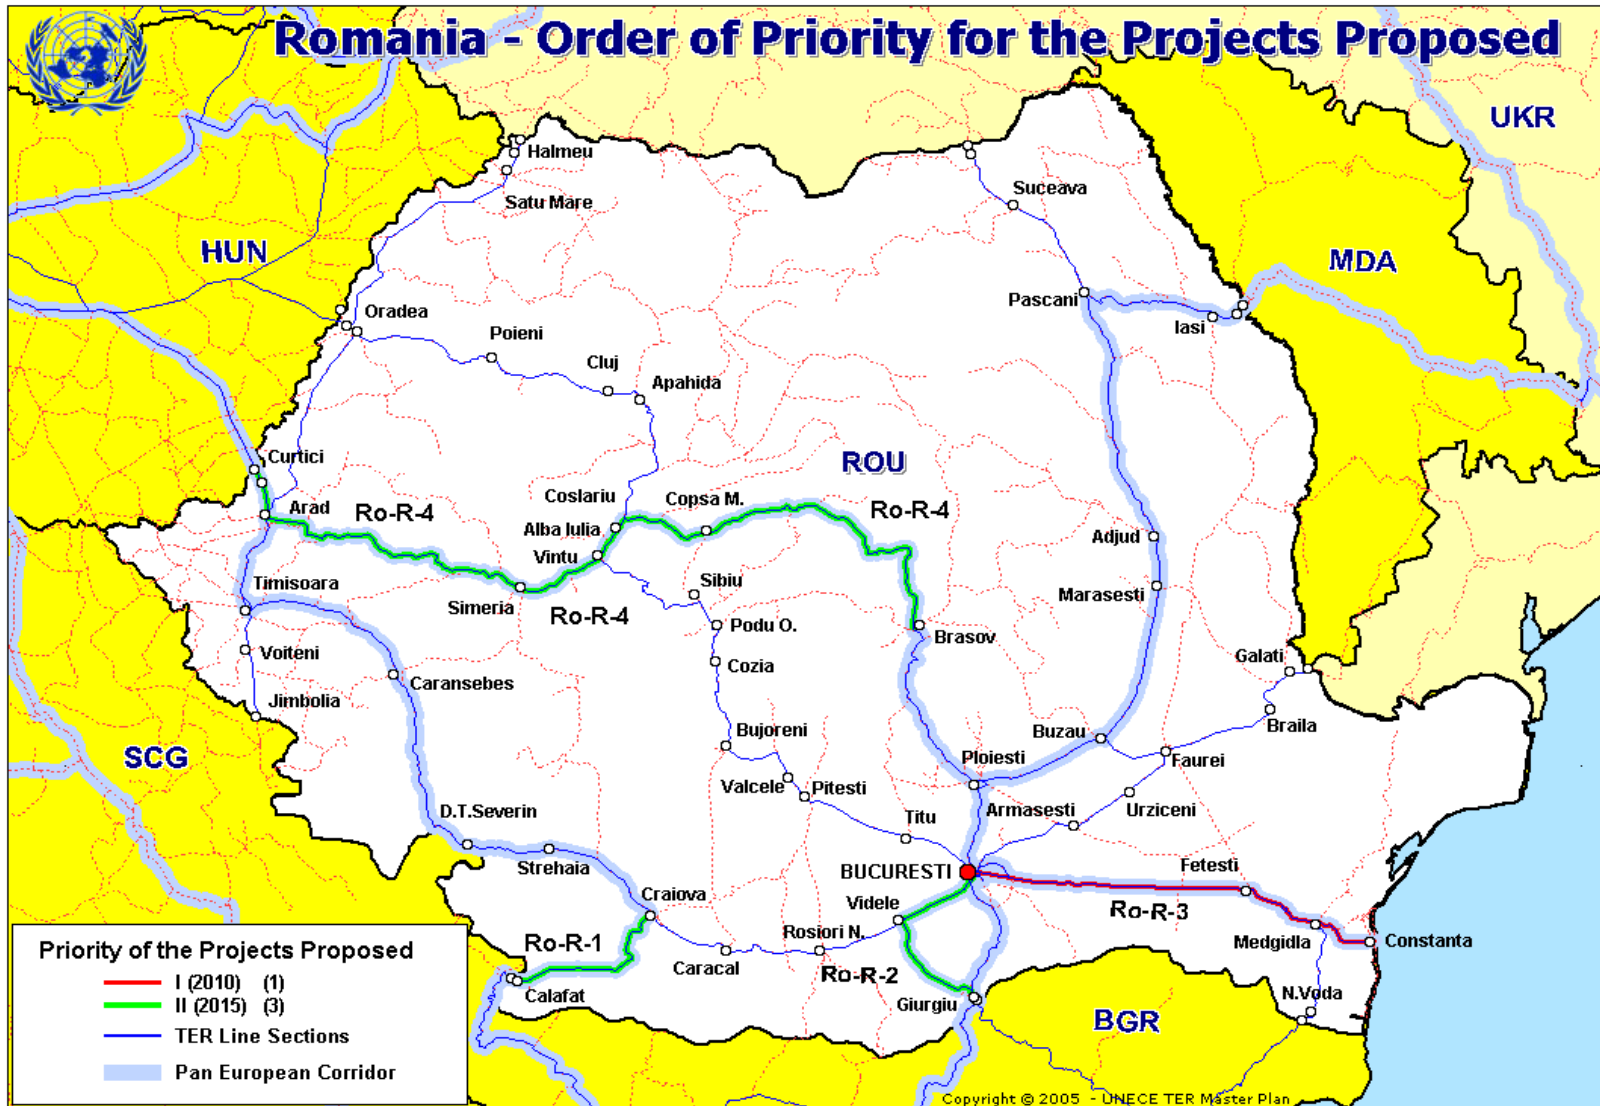 Romania - Order of Priority for the Projects Proposed
UKR
Halmeu
Suceava
Satu Mare
HUN
MDA
Pascani
Oradea
Iasi
Poieni
Cluj
Apahida
Curtici
ROU
Coslariu
Copsa M.
Arad
Ro-R-4
Ro-R-4
Alba Iulia
Adjud
Vintu
Timisoara
Sibiu
Simeria
Marasesti
Ro-R-4
Podu O.
Brasov
Voiteni
Cozia
Galati
Caransebes
Jimbolia
Bujoreni
Buzau
Braila
SCG
Ploiesti
Faurei
Valcele
Pitesti
D.T.Severin
Titu
Armasesti
Urziceni
Strehaia
BUCURESTI
Fetesti
Craiova
Videle
Ro-R-3
Rosiori N.
Medgidla
Constanta
Ro-R-1
Caracal
Ro-R-2
Calafat
Giurgiu
N.Voda
BGR
Priority of the Projects Proposed
I (2010) (1)
II (2015) (3)
TER Line Sections
Pan European Corridor
Copyright © 2005 - UNECE TER Master Plan